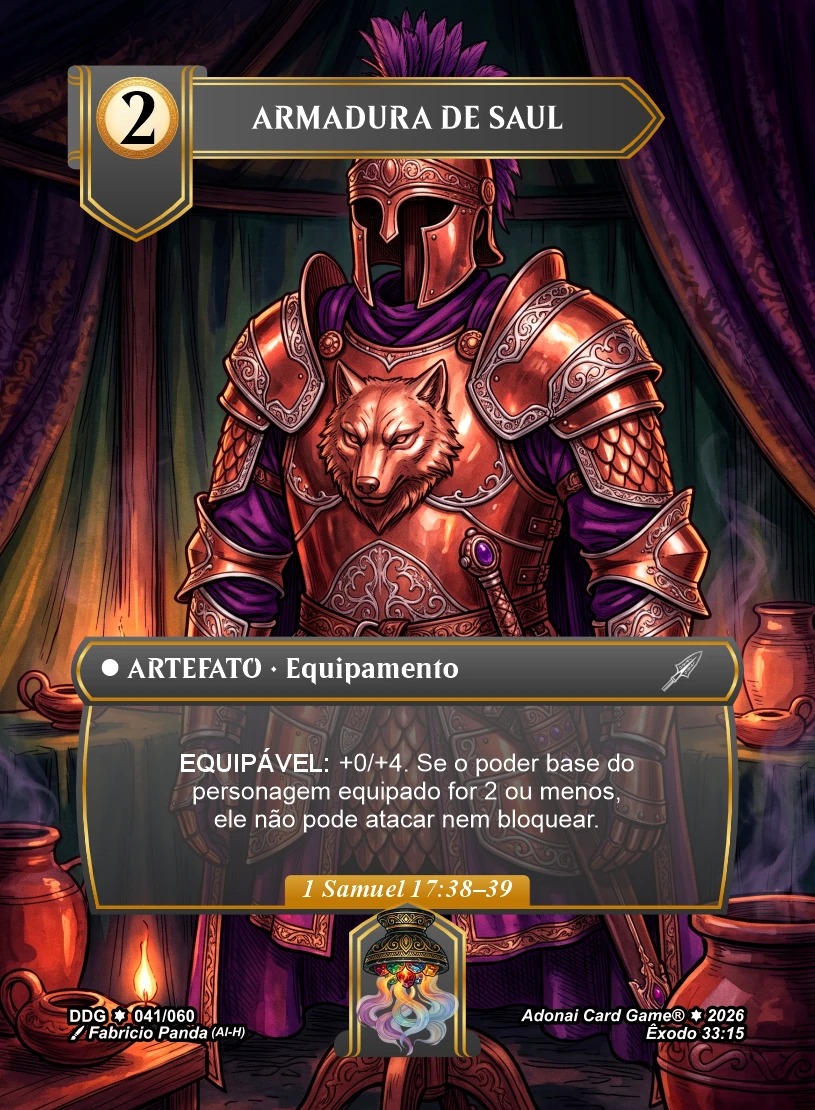 2
ARMADURA DE SAUL
ARTEFATO · Equipamento
EQUIPÁVEL: +0/+4. Se o poder base do
personagem equipado for 2 ou menos,
ele não pode atacar nem bloquear.
1 Samuel 17:38–39
DDG ✸ 041/060
Fabricio Panda (AI-H)
Adonai Card Game® ✸ 2026
Êxodo 33:15